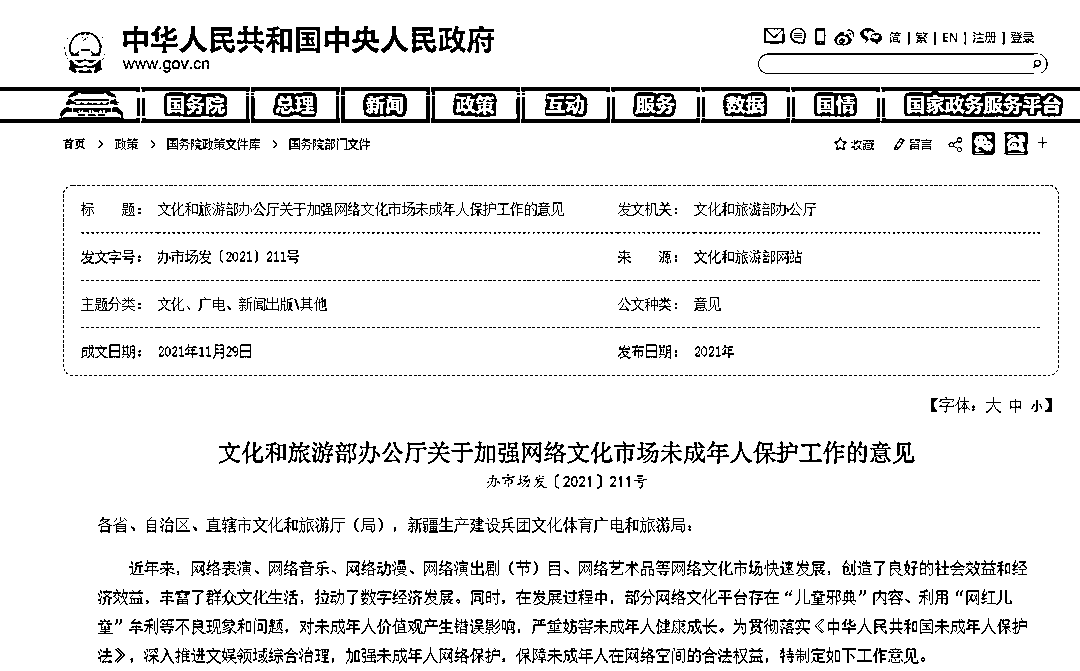 中华人民共和国中央人民政府
www.gov.cn
简 | 繁 | EN | 注册 | 登录
国务院 总理 新闻 政策 互动 服务 数据 国情 国家政务服务平台
首页 > 政策 > 国务院政策文件库 > 国务院部门文件
收藏 留言 +
标 题： 文化和旅游部办公厅关于加强网络文化市场未成年人保护工作的意见 发文机关： 文化和旅游部办公厅
发文字号： 办市场发〔2021〕211号 来 源： 文化和旅游部网站
主题分类： 文化、广电、新闻出版\其他 公文种类： 意见
成文日期： 2021年11月29日 发布日期： 2021年
【字体：大 中 小】
文化和旅游部办公厅关于加强网络文化市场未成年人保护工作的意见
办市场发〔2021〕211号
各省、自治区、直辖市文化和旅游厅（局），新疆生产建设兵团文化体育广电和旅游局：
近年来，网络表演、网络音乐、网络动漫、网络演出剧（节）目、网络艺术品等网络文化市场快速发展，创造了良好的社会效益和经
济效益，丰富了群众文化生活，拉动了数字经济发展。同时，在发展过程中，部分网络文化平台存在“儿童邪典”内容、利用“网红儿
童”牟利等不良现象和问题，对未成年人价值观产生错误影响，严重妨害未成年人健康成长。为贯彻落实《中华人民共和国未成年人保护
法》，深入推进文娱领域综合治理，加强未成年人网络保护，保障未成年人在网络空间的合法权益，特制定如下工作意见。